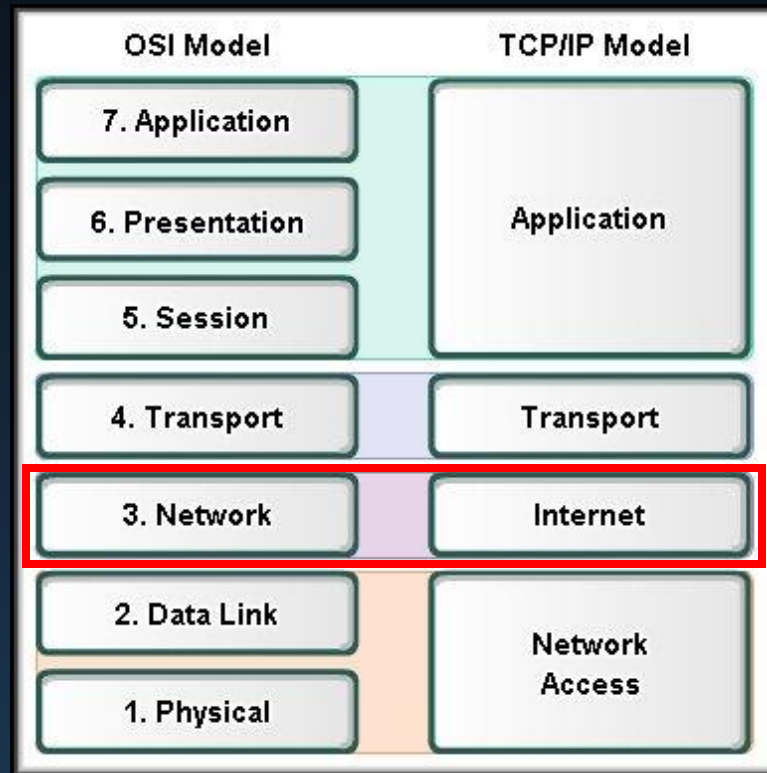 OSI Model
TCP/IP Model
7. Application
6. Presentation
5. Session
Application
4. Transport
Transport
3. Network
Internet
2. Data Link
1. Physical
Network
Access